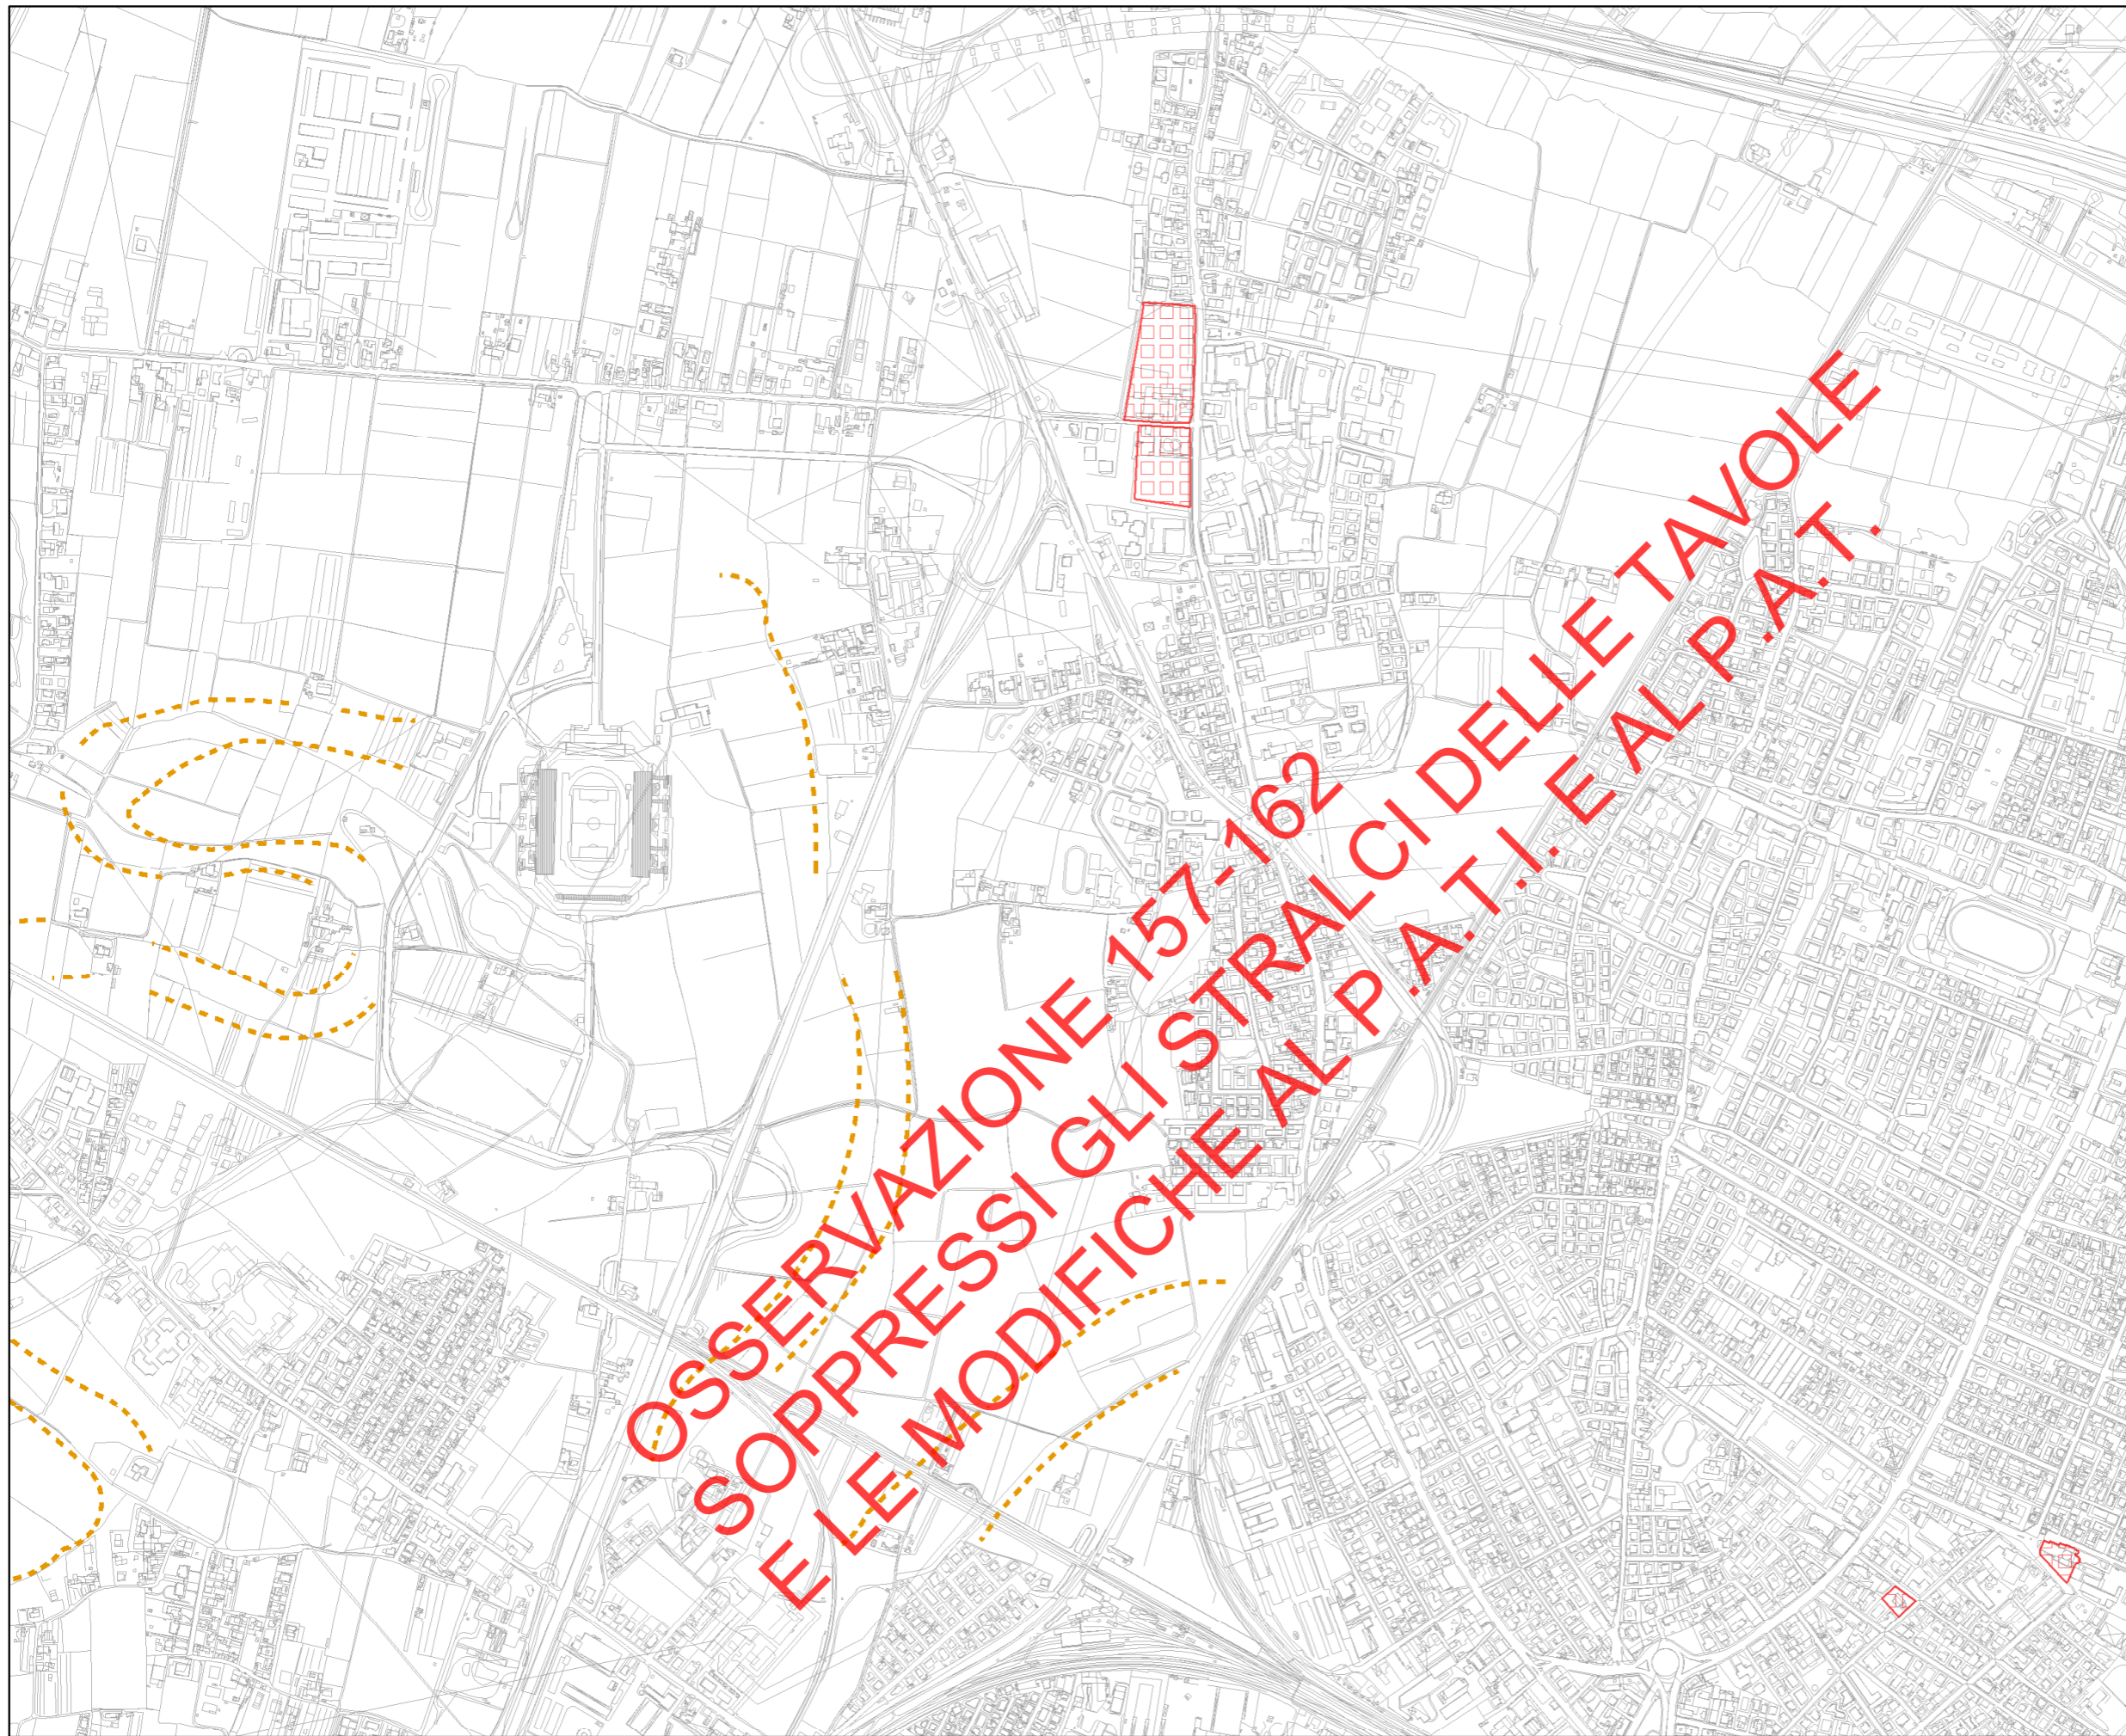 OSSERVAZIONE 157-162
SOPPRESSI GLI STRALCI DELLE TAVOLE
E LE MODIFICHE AL P.A.T.I. E AL P.A.T.